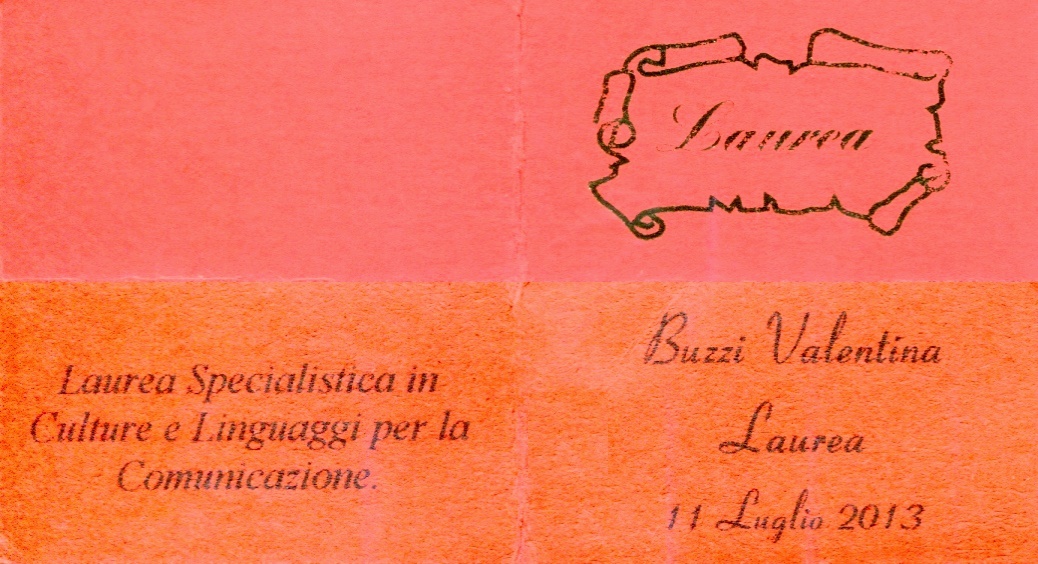 Laurea
Laurea Specialistica in
Culture e Linguaggi per la
Comunicazione.
Buzzi Valentina
Laurea
11 Luglio 2013